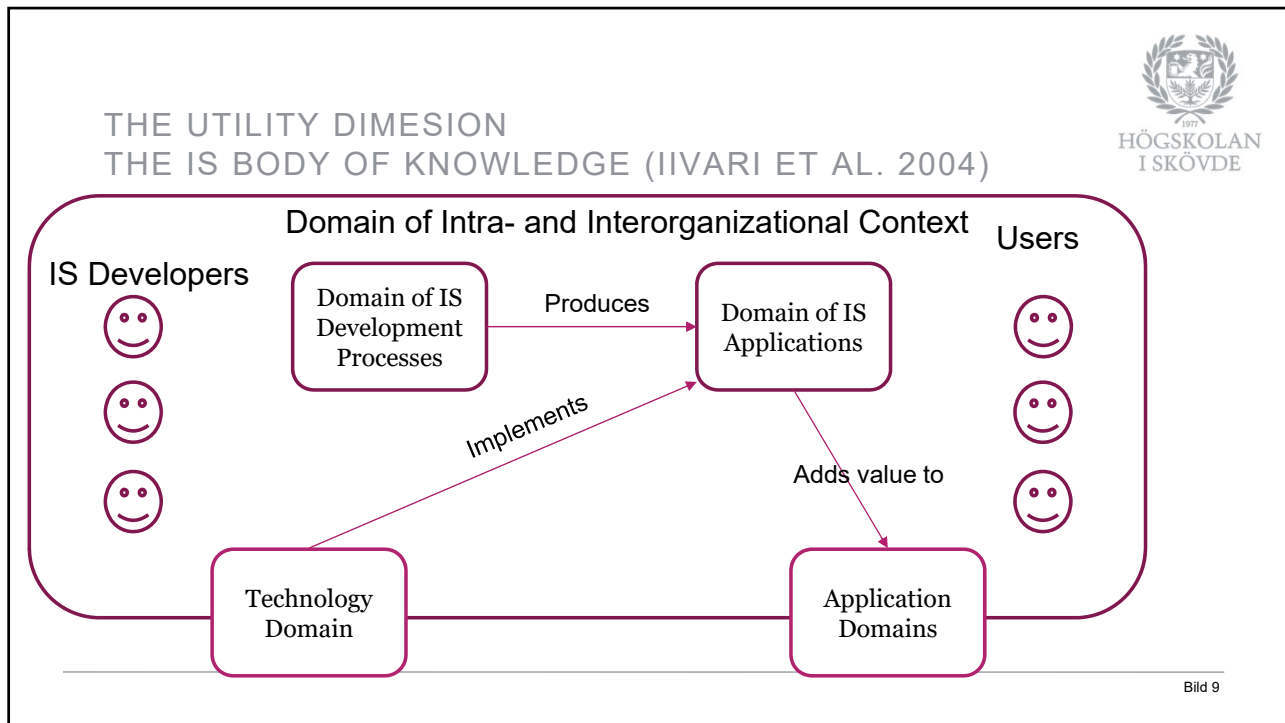 THE UTILITY DIMESION
THE IS BODY OF KNOWLEDGE (IIVARI ET AL. 2004)
1977
HÖGSKOLAN
I SKÖVDE
Domain of Intra- and Interorganizational Context
Users
IS Developers
Domain of IS
Development
Processes
Produces
Domain of IS
Applications
Implements
Adds value to
Technology
Domain
Application
Domains
Bild 9